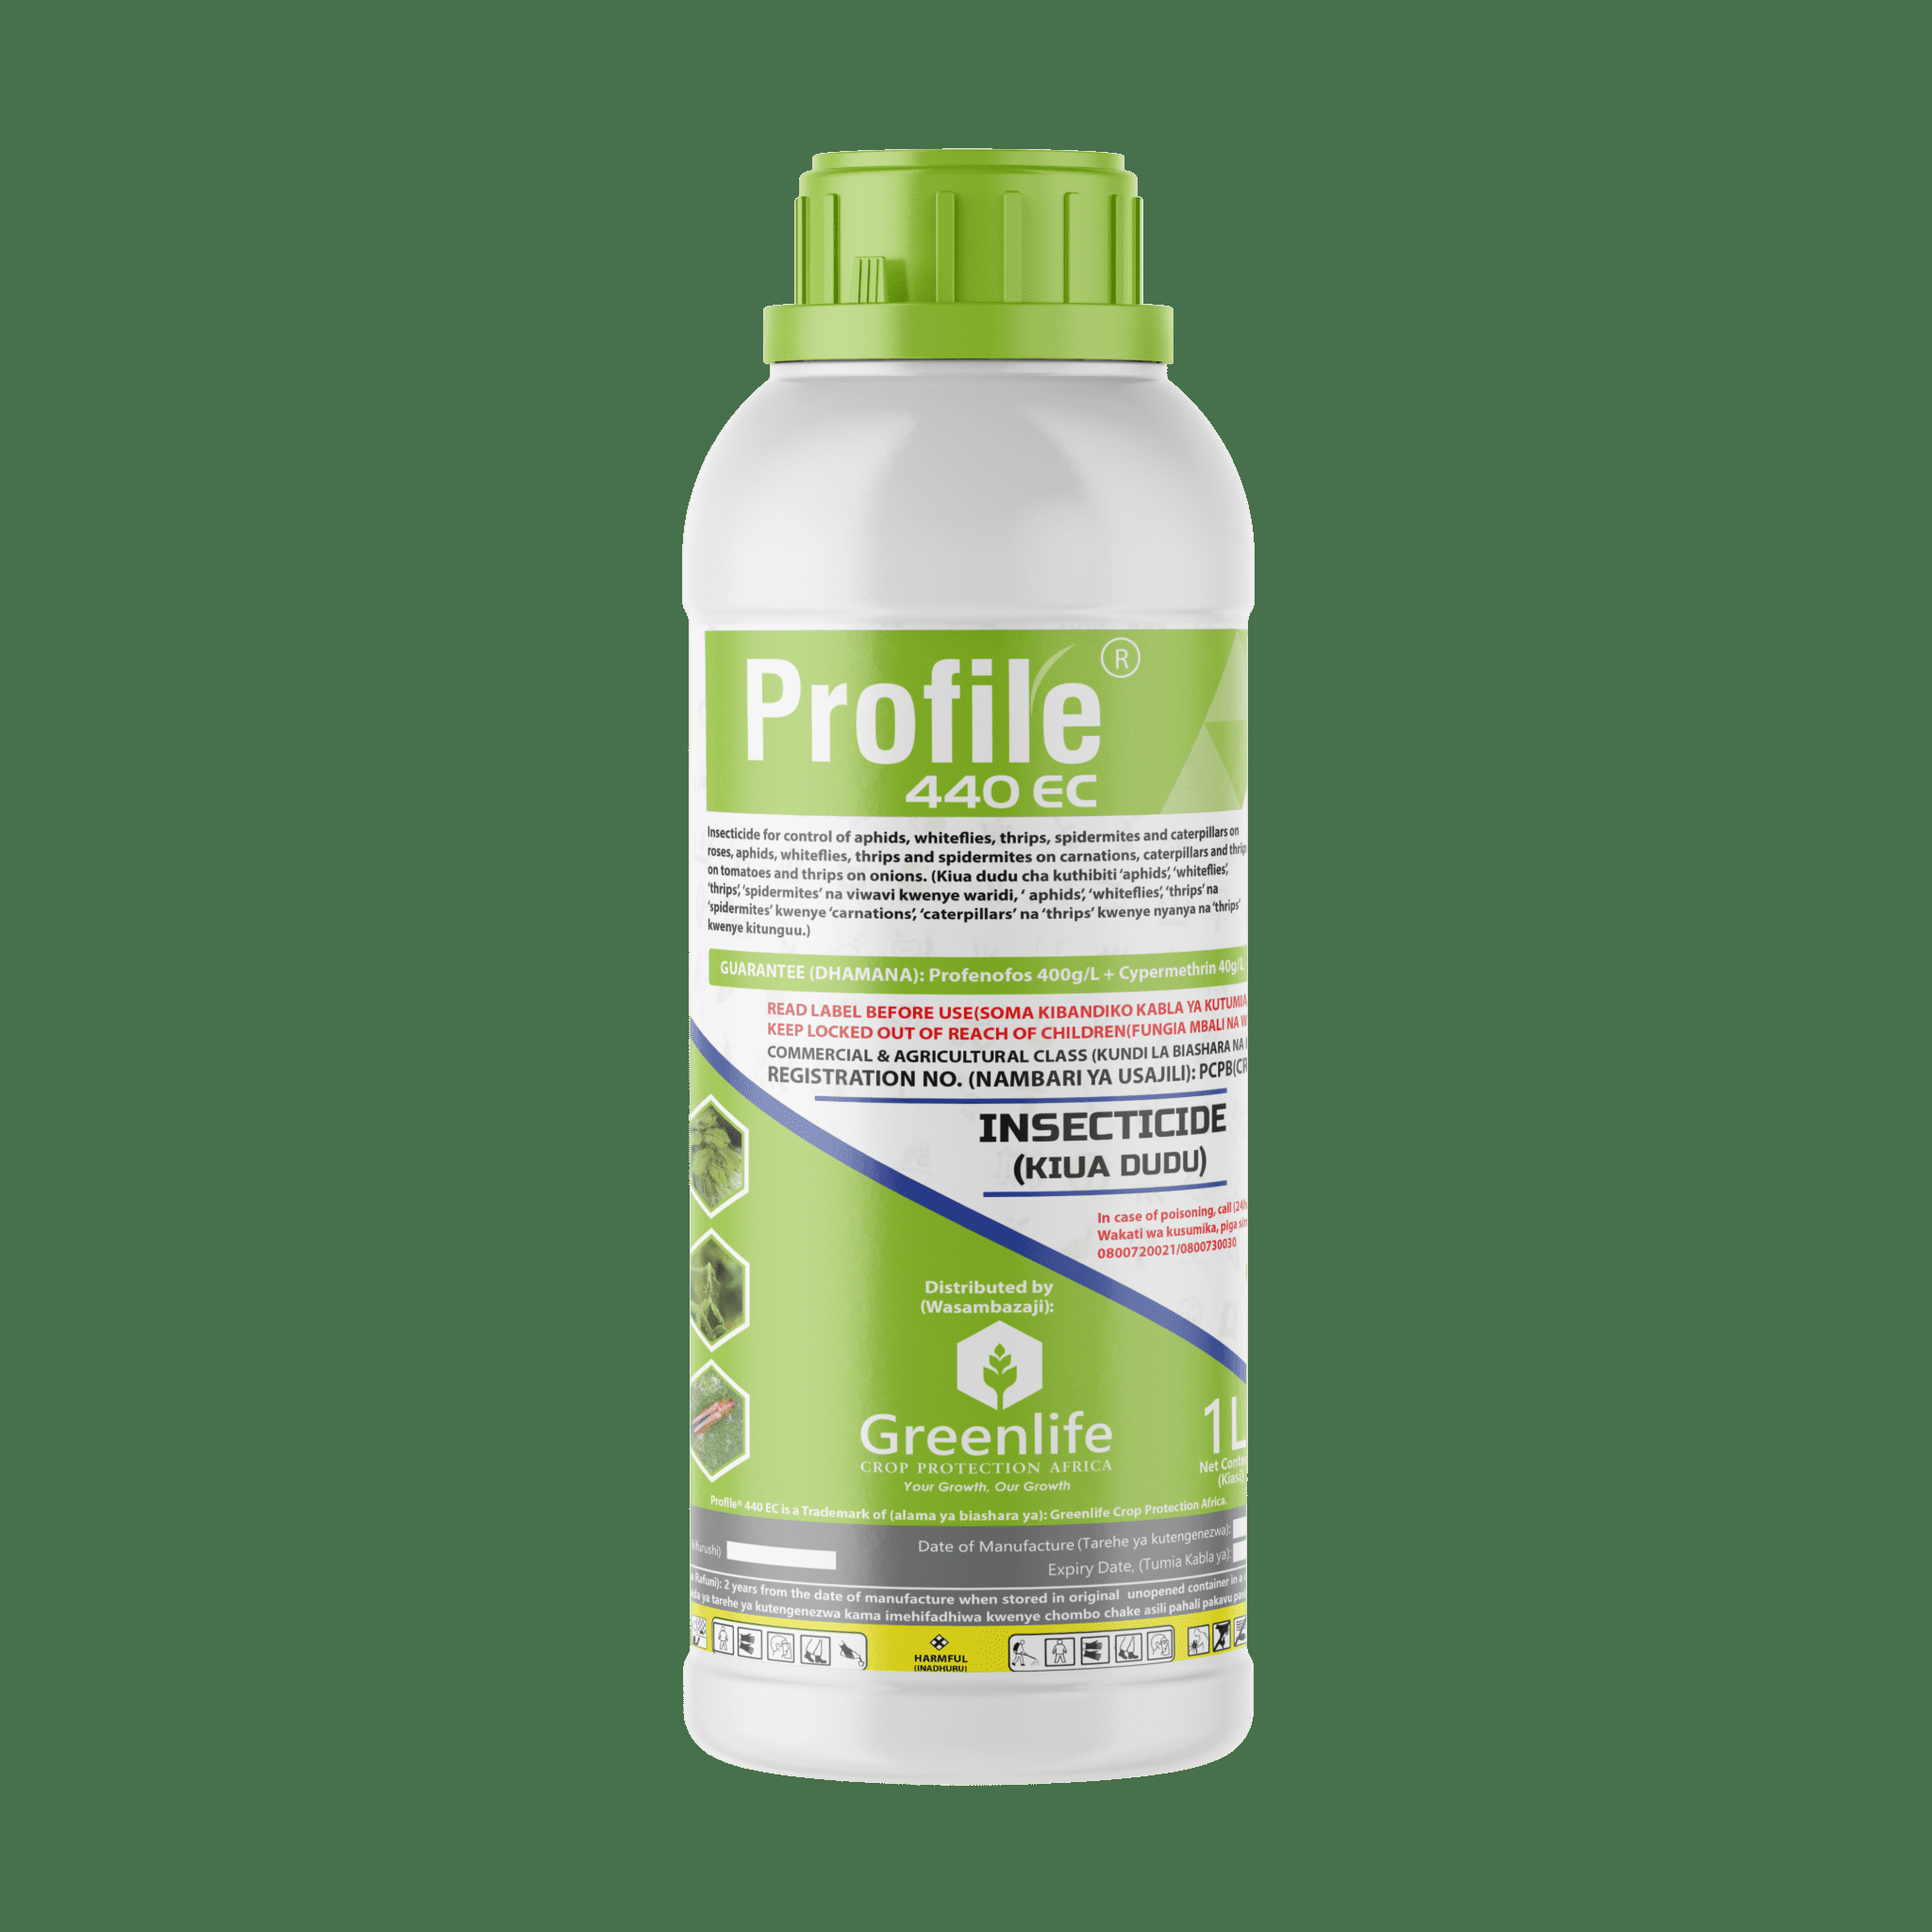 Profile ®
440 EC
Insecticide for control of aphids, whiteflies, thrips, spidermites and caterpillars on
roses, aphids, whiteflies, thrips and spidermites on carnations, caterpillars and thrips
on tomatoes and thrips on onions. (Kiua dudu cha kuthibiti ‘aphids’, ‘whiteflies’,
‘thrips’, ‘spidermites’ na viwavi kwenye waridi, ‘ aphids’, ‘whiteflies’, ‘thrips’ na
‘spidermites’ kwenye ‘carnations’, ‘caterpillars’ na ‘thrips’ kwenye nyanya na ‘thrips’
kwenye kitunguu.)
GUARANTEE (DHAMANA): Profenofos 400g/L + Cypermethrin 40g/L
READ LABEL BEFORE USE(SOMA KIBANDIKO KABLA YA KUTUMIA
KEEP LOCKED OUT OF REACH OF CHILDREN(FUNGIA MBALI NA
COMMERCIAL & AGRICULTURAL CLASS (KUNDI LA BIASHARA NA
REGISTRATION NO. (NAMBARI YA USAJILI): PCPB(CR
INSECTICIDE
(KIUA DUDU)
In case of poisoning, call (24h
Wakati wa kusumika, piga
0800720021/0800730030
Distributed by
(Wasambazaji):
Greenlife
CROP PROTECTION AFRICA
Your Growth, Our Growth
1L
Net
Profile® 440 EC is a Trademark of (alama ya biashara ya): Greenlife Crop Protection Africa.
Date of Manufacture (Tarehe ya kutengenezwa):
Expiry Date, (Tumia Kabla ya):
Rafuni): 2 years from the date of manufacture when stored in original unopened container in a
ya tarehe ya kutengenezwa kama imehifadhiwa kwenye chombo chake asili pahali pakavu
HARMFUL
(INADHURU)